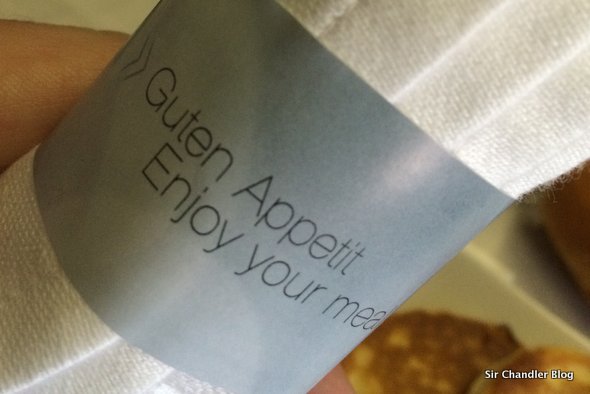 » Guten Appetit
Enjoy your mea
Sir Chandler Blog